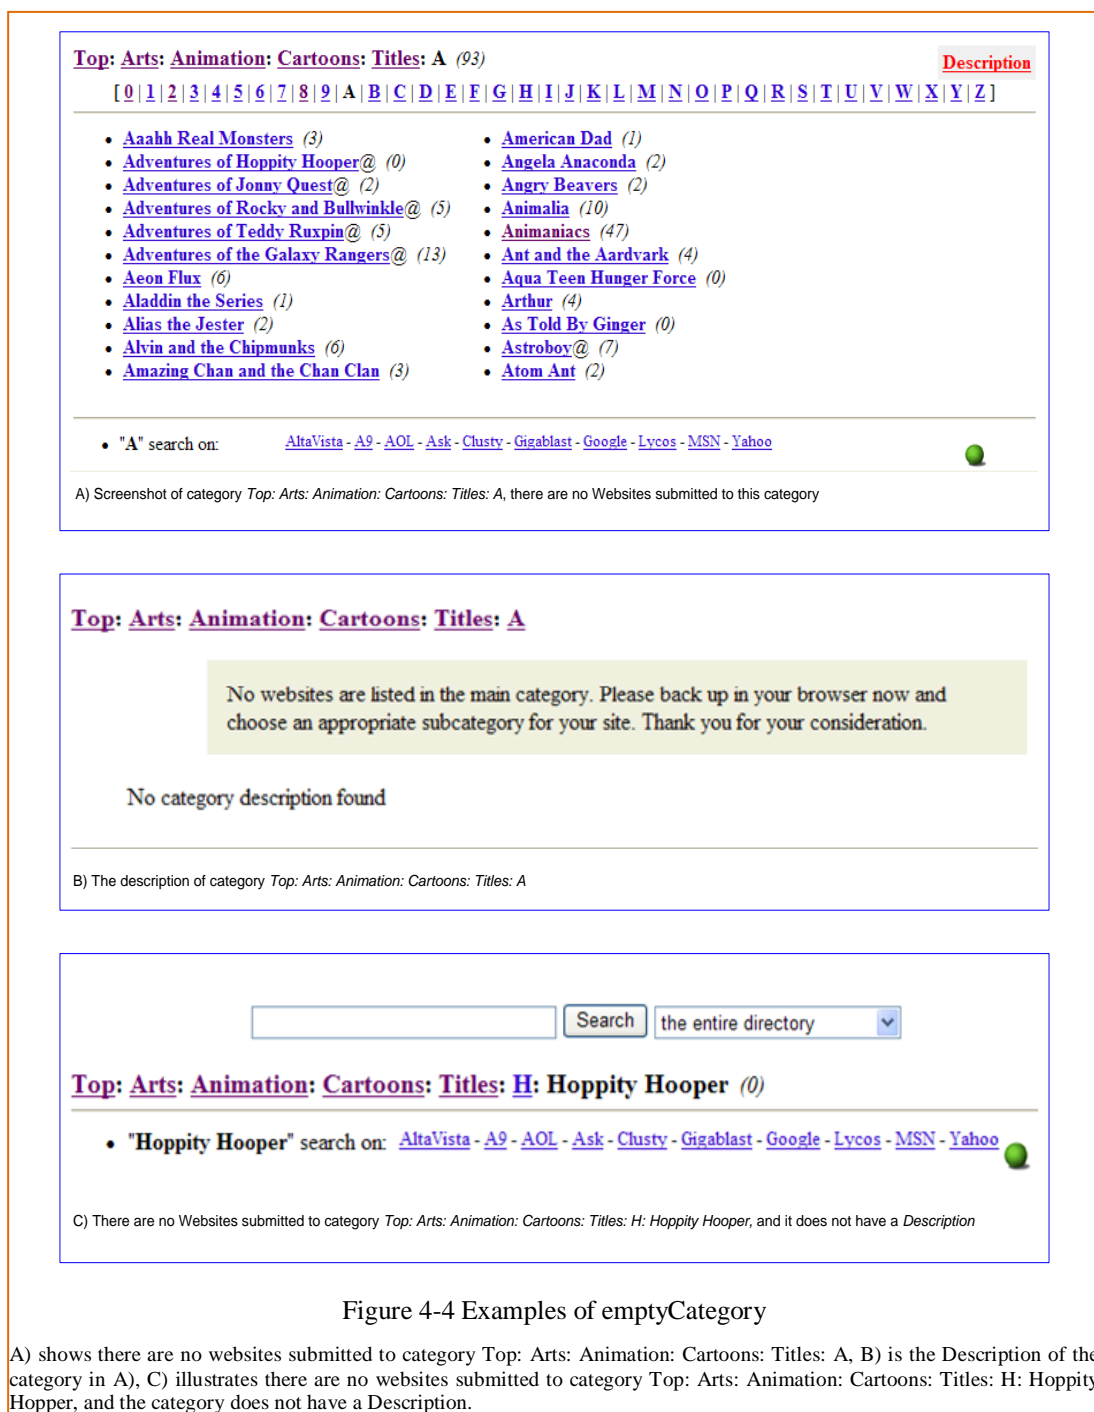 Top: Arts: Animation: Cartoons: Titles: A (93)
Description
[ 0 | 1 | 2 | 3 | 4 | 5 | 6 | 7 | 8 | 9 | A | B | C | D | E | F | G | H | I | J | K | L | M | N | O | P | Q | R | S | T | U | V | W | X | Y | Z ]
• Aaahh Real Monsters (3)
• Adventures of Hoppity Hooper@ (0)
• Adventures of Jonny Quest@ (2)
• Adventures of Rocky and Bullwinkle@ (5)
• Adventures of Teddy Ruxpin@ (5)
• Adventures of the Galaxy Rangers@ (13)
• Aeon Flux (6)
• Aladdin the Series (1)
• Alias the Jester (2)
• Alvin and the Chipmunks (6)
• Amazing Chan and the Chan Clan (3)
• American Dad (1)
• Angela Anaconda (2)
• Angry Beavers (2)
• Animalia (10)
• Animaniacs (47)
• Ant and the Aardvark (4)
• Aqua Teen Hunger Force (0)
• Arthur (4)
• As Told By Ginger (0)
• Astroboy@ (7)
• Atom Ant (2)
• "A" search on: AltaVista - A9 - AOL - Ask - Clusty - Gigablast - Google - Lycos - MSN - Yahoo
A) Screenshot of category Top: Arts: Animation: Cartoons: Titles: A, there are no Websites submitted to this category
Top: Arts: Animation: Cartoons: Titles: A
No websites are listed in the main category. Please back up in your browser now and
choose an appropriate subcategory for your site. Thank you for your consideration.
No category description found
B) The description of category Top: Arts: Animation: Cartoons: Titles: A
Search
the entire directory
Top: Arts: Animation: Cartoons: Titles: H: Hoppity Hooper (0)
• "Hoppity Hooper" search on: AltaVista - A9 - AOL - Ask - Clusty - Gigablast - Google - Lycos - MSN - Yahoo
C) There are no Websites submitted to category Top: Arts: Animation: Cartoons: Titles: H: Hoppity Hooper, and it does not have a Description
Figure 4-4 Examples of emptyCategory
A) shows there are no websites submitted to category Top: Arts: Animation: Cartoons: Titles: A, B) is the Description of the
category in A), C) illustrates there are no websites submitted to category Top: Arts: Animation: Cartoons: Titles: H: Hoppity
Hopper, and the category does not have a Description.